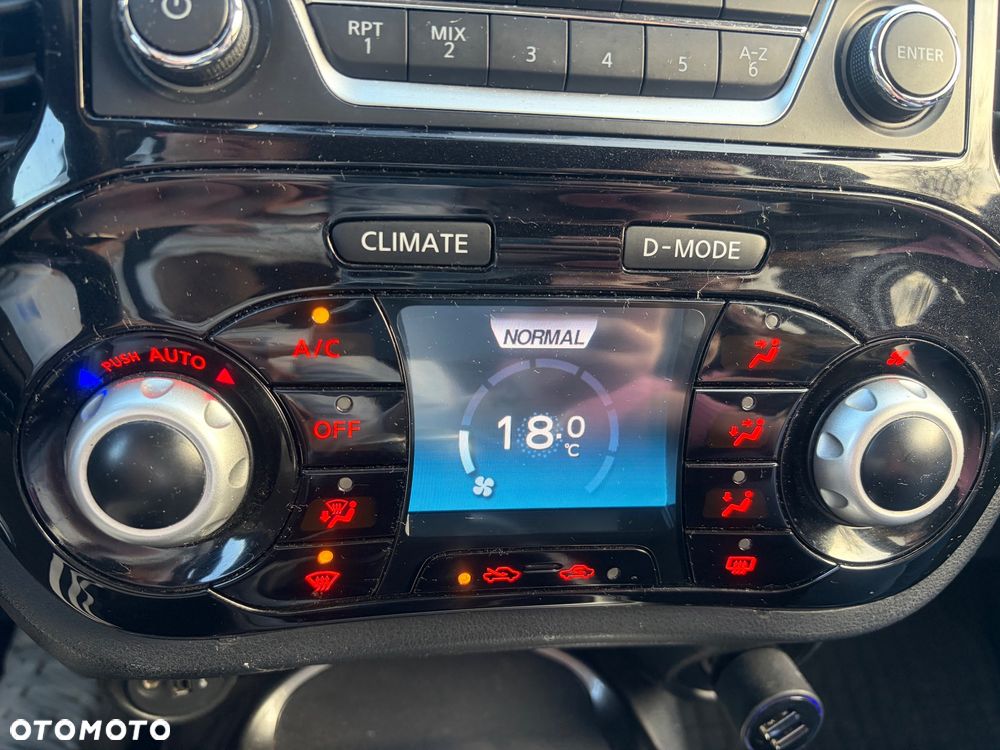 RPT
1
MIX
2
3
4
5
A-Z
6
ENTER
CLIMATE
D-MODE
PUSH AUTO
A/C
OFF
NORMAL
18.0
°C
OTOMOTO